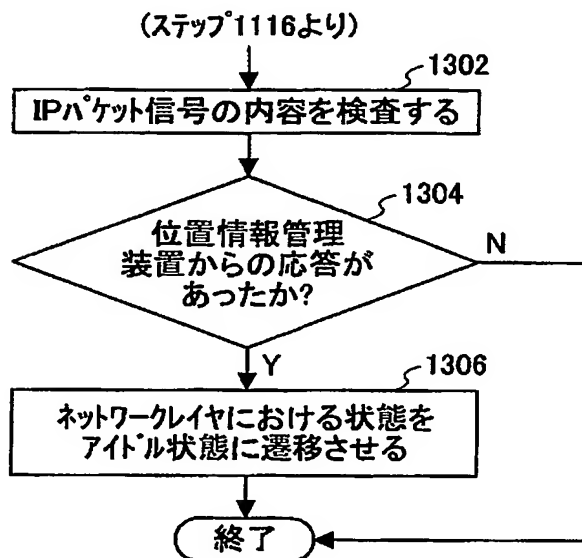 (ステップ1116より)
1302
IPパケット信号の内容を検査する
1304
位置情報管理
装置からの応答が
あったか?
N
Y
1306
ネットワークレイヤにおける状態を
アイドル状態に遷移させる
終了